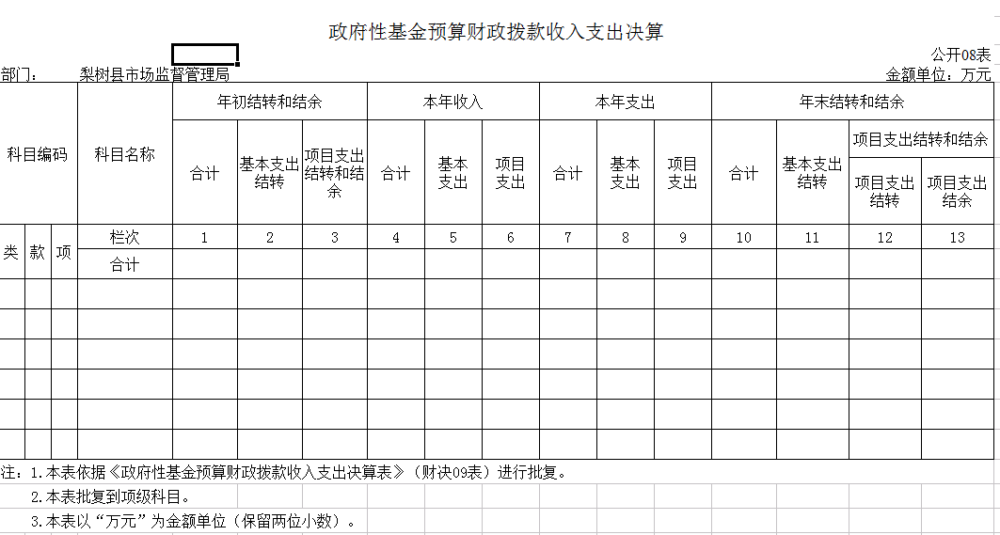 政府性基金预算财政拨款收入支出决算
公开08表
部门： 梨树县市场监督管理局 金额单位：万元
科目编码 科目名称 年初结转和结余 本年收入 本年支出 年末结转和结余
合计 基本支出结转 项目支出结转和结余 合计 基本支出 项目支出 合计 基本支出 项目支出 合计 基本支出结转 项目支出结转和结余
项目支出结转 项目支出结余
类 款 项 栏次 1 2 3 4 5 6 7 8 9 10 11 12 13
合计
注：1.本表依据《政府性基金预算财政拨款收入支出决算表》（财决09表）进行批复。
2.本表批复到项级科目。
3.本表以“万元”为金额单位（保留两位小数）。